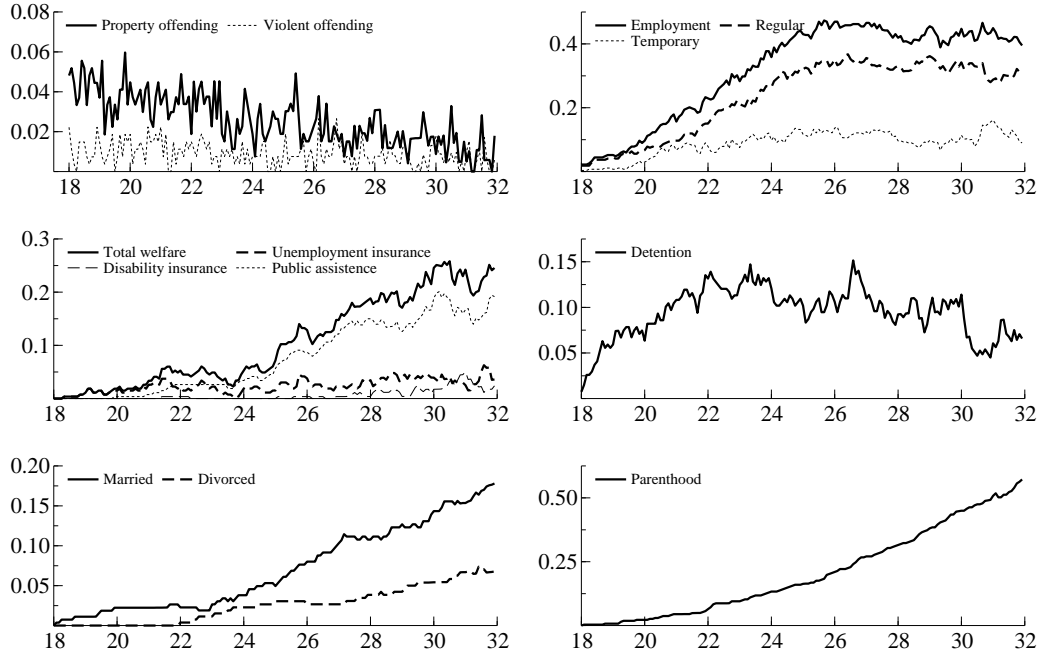 0.08
Property offending Violent offending
0.06
0.04
0.02
18 20 22 24 26 28 30 32
Employment Regular
Temporary
0.4
0.2
18 20 22 24 26 28 30 32
0.3
Total welfare Unemployment insurance
Disability insurance Public assistence
0.2
0.1
18 20 22 24 26 28 30 32
Detention
0.15
0.10
0.05
18 20 22 24 26 28 30 32
0.20
Married Divorced
0.15
0.10
0.05
18 20 22 24 26 28 30 32
Parenthood
0.50
0.25
18 20 22 24 26 28 30 32